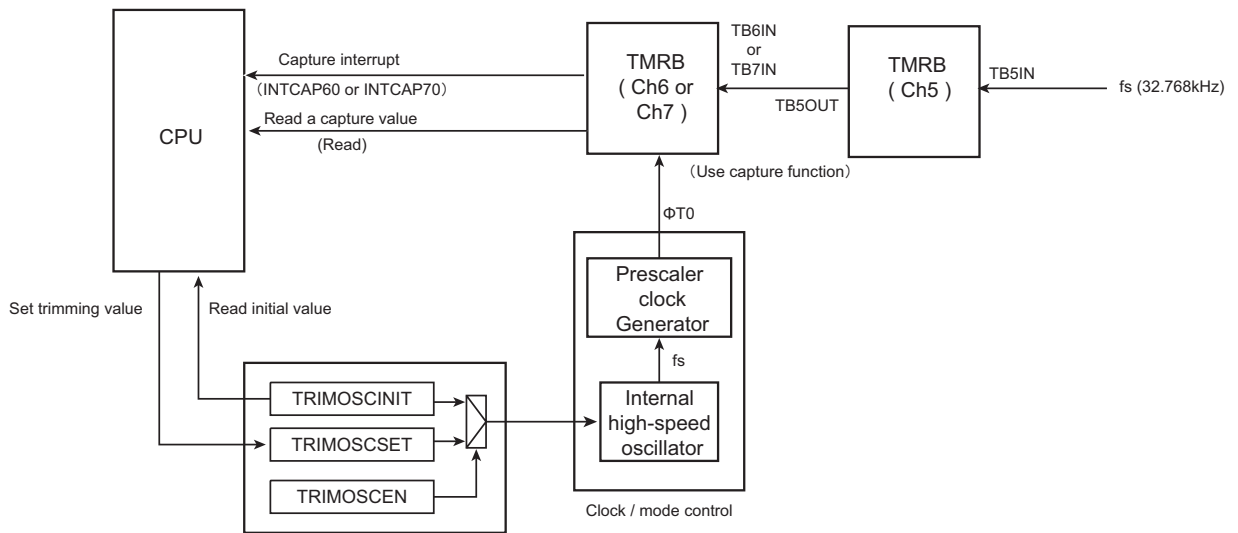 CPU
Capture interrupt
（INTCAP60 or INTCAP70）
Read a capture value
(Read)
TMRB
( Ch6 or
Ch7 )
TB6IN
or
TB7IN
TB5OUT
TMRB
( Ch5 )
TB5IN
fs (32.768kHz)
（Use capture function）
ΦT0
Prescaler
clock
Generator
fs
Internal
high-speed
oscillator
Clock / mode control
Set trimming value
Read initial value
TRIMOSCINIT
TRIMOSCSET
TRIMOSCEN